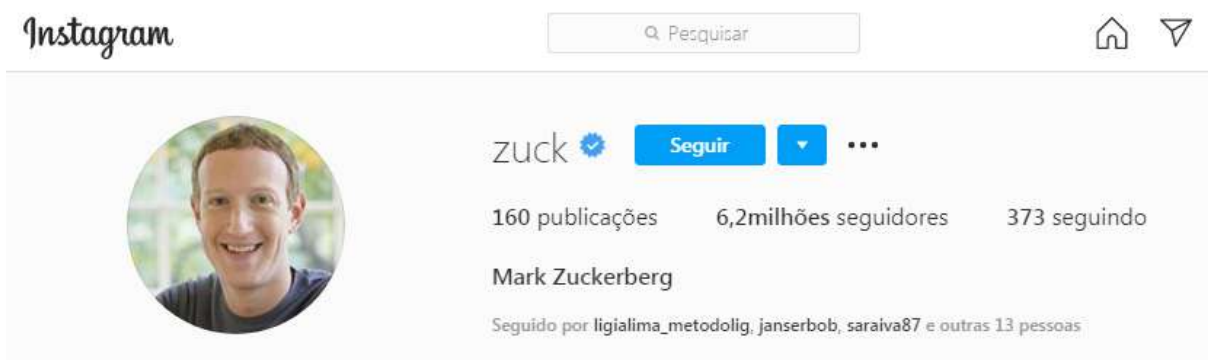 Instagram
Pesquisar
zuck Seguir
160 publicações 6,2milhões seguidores 373 seguindo
Mark Zuckerberg
Seguido por ligialima_metodolig, janserbob, saraiva87 e outras 13 pessoas